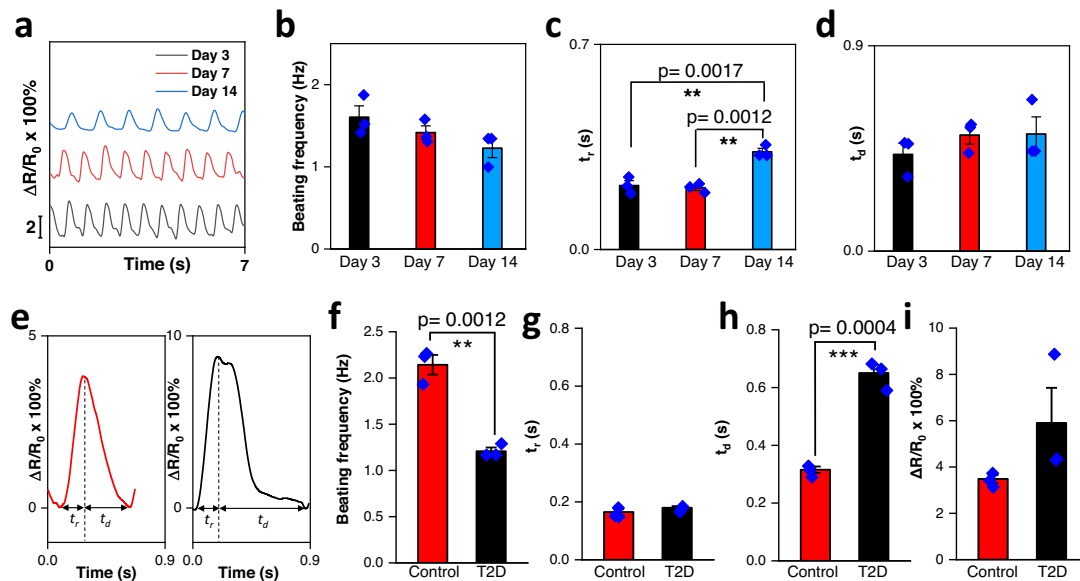 a
ΔR/R0 x 100%
Day 3
Day 7
Day 14
2
0
7
Time (s)
b
Beating frequency (Hz)
2
1
0
Day 3 Day 7 Day 14
c
tr (s)
0.7
0.0
p= 0.0017
**
p= 0.0012
**
Day 3 Day 7 Day 14
d
td (s)
0.9
0.0
Day 3 Day 7 Day 14
e
ΔR/R0 x 100%
5
0
tr
td
0
0.9
Time (s)
ΔR/R0 x 100%
10
0
tr
td
0
0.9
Time (s)
f
Beating frequency (Hz)
2.5
2.0
1.5
1.0
0.5
0.0
p= 0.0012
**
Control T2D
g
tr (s)
0.8
0.6
0.4
0.2
0.0
Control T2D
h
td (s)
0.8
0.6
0.4
0.2
0.0
p= 0.0004
***
Control T2D
i
ΔR/R0 x 100%
10
8
6
4
2
0
Control T2D